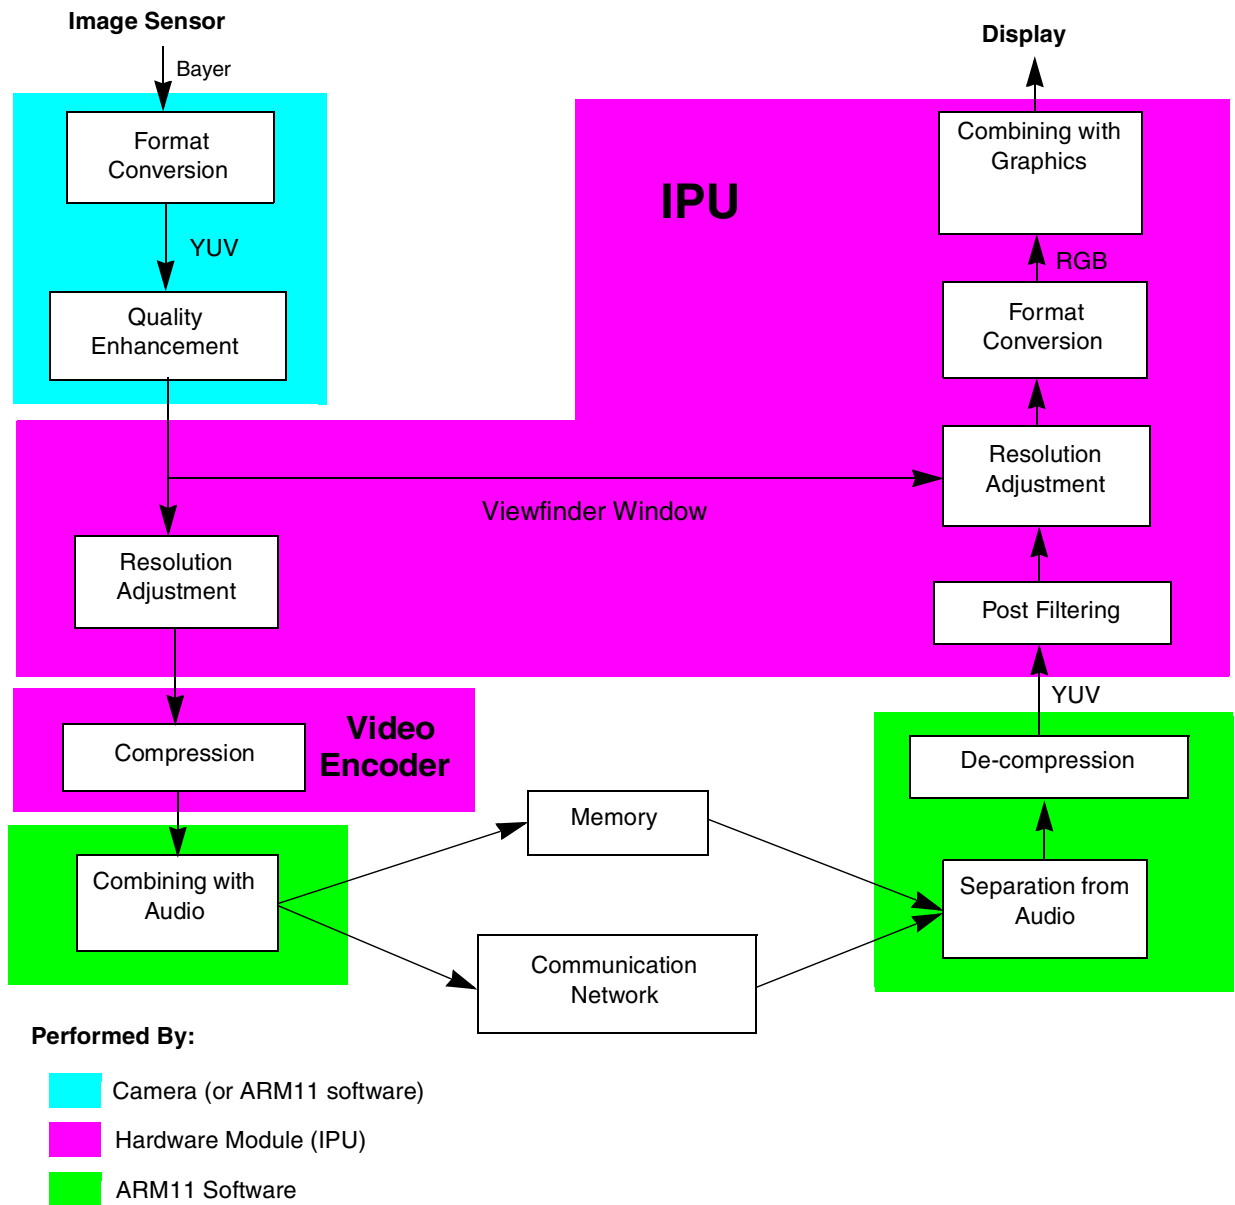 Image Sensor
Bayer
Format
Conversion
YUV
Quality
Enhancement
Resolution
Adjustment
Compression
Video
Encoder
Combining with
Audio
Memory
Communication
Network
Separation from
Audio
De-compression
YUV
Post Filtering
Resolution
Adjustment
Viewfinder Window
Format
Conversion
RGB
Combining with
Graphics
Display
IPU
Performed By:
Camera (or ARM11 software)
Hardware Module (IPU)
ARM11 Software